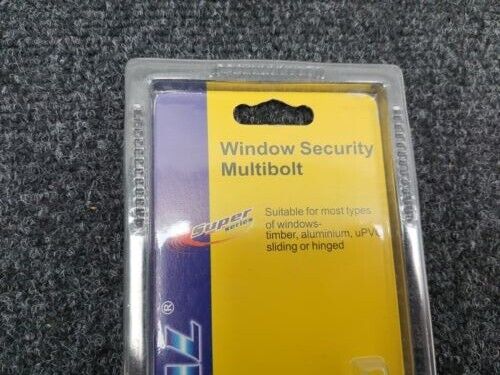 Window Security
Multibolt
Super
series
Suitable for most types
of windows-
timber, aluminium, uPVC
sliding or hinged
®